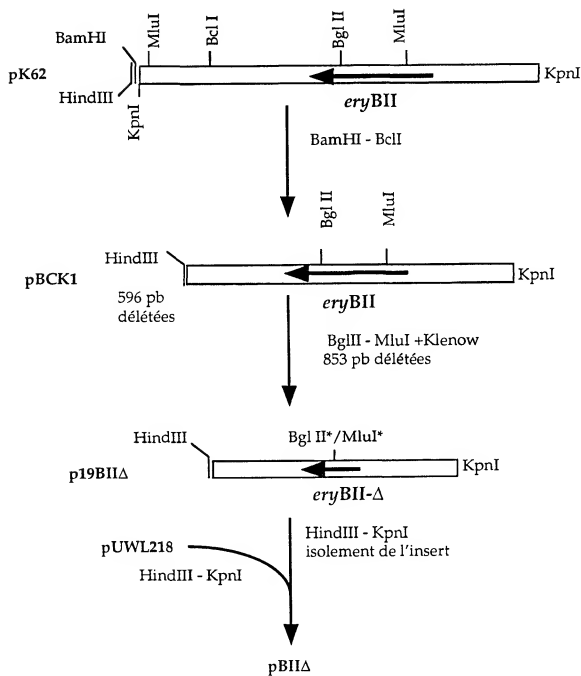 BamHI
MluI
Bcl I
Bgl II
MluI
pK62
KpnI
HindIII
KpnI
eryBII
BamHI - BclI
Bgl II
MluI
HindIII
pBCK1
KpnI
596 pb
délétées
eryBII
BglII - MluI +Klenow
853 pb délétées
HindIII
Bgl II*/MluI*
p19BIIΔ
KpnI
eryBII-Δ
HindIII - KpnI
isolement de l'insert
pUWL218
HindIII - KpnI
pBIIΔ